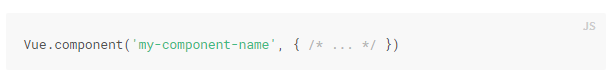 JS
Vue.component('my-component-name', { /* ... */ })